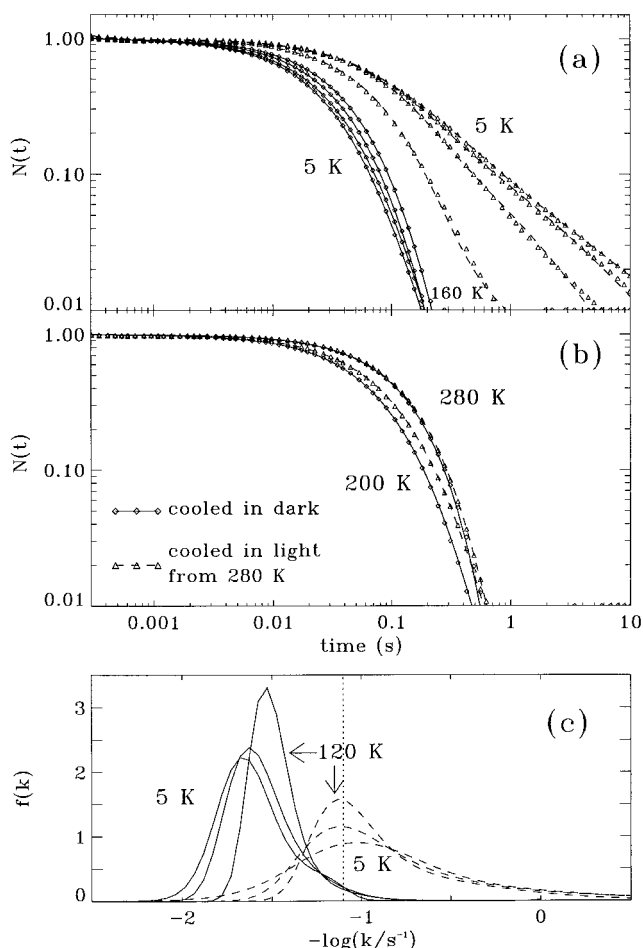 (a)
1.00
0.10
0.01
N(t)
5 K
5 K
160 K
(b)
1.00
0.10
0.01
N(t)
280 K
200 K
cooled in dark
cooled in light
from 280 K
0.001
0.01
0.1
1
10
time (s)
(c)
3
2
1
0
f(k)
120 K
5 K
5 K
-2
-1
0
-log(k/s⁻¹)